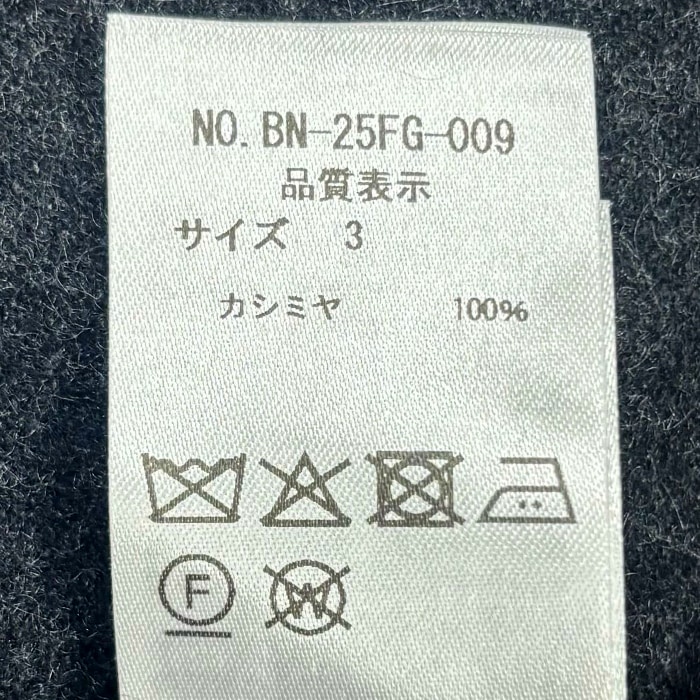 NO.BN-25FG-009
品質表示
サイズ 3
カシミヤ 100%
F
W